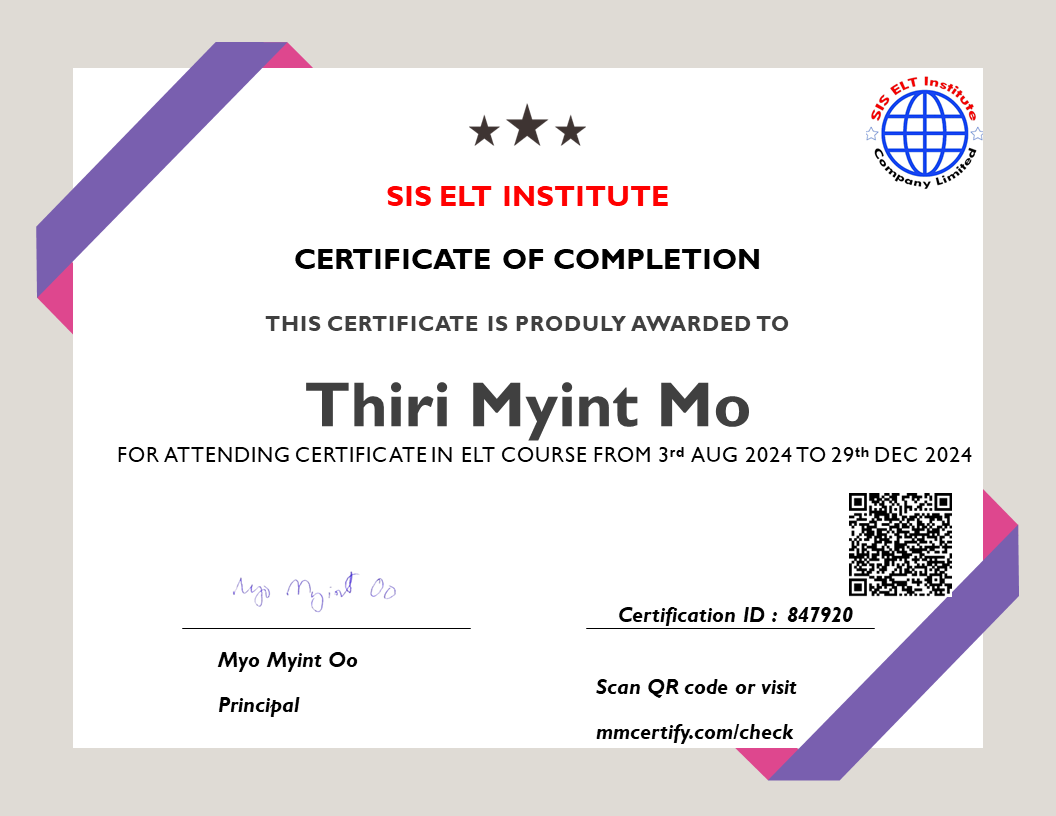 SIS ELT Institute
Company Limited
SIS ELT INSTITUTE
CERTIFICATE OF COMPLETION
THIS CERTIFICATE IS PRODULY AWARDED TO
Thiri Myint Mo
FOR ATTENDING CERTIFICATE IN ELT COURSE FROM 3rd AUG 2024 TO 29th DEC 2024
Myo Myint Oo
Certification ID : 847920
Myo Myint Oo
Principal
Scan QR code or visit
mmcertify.com/check